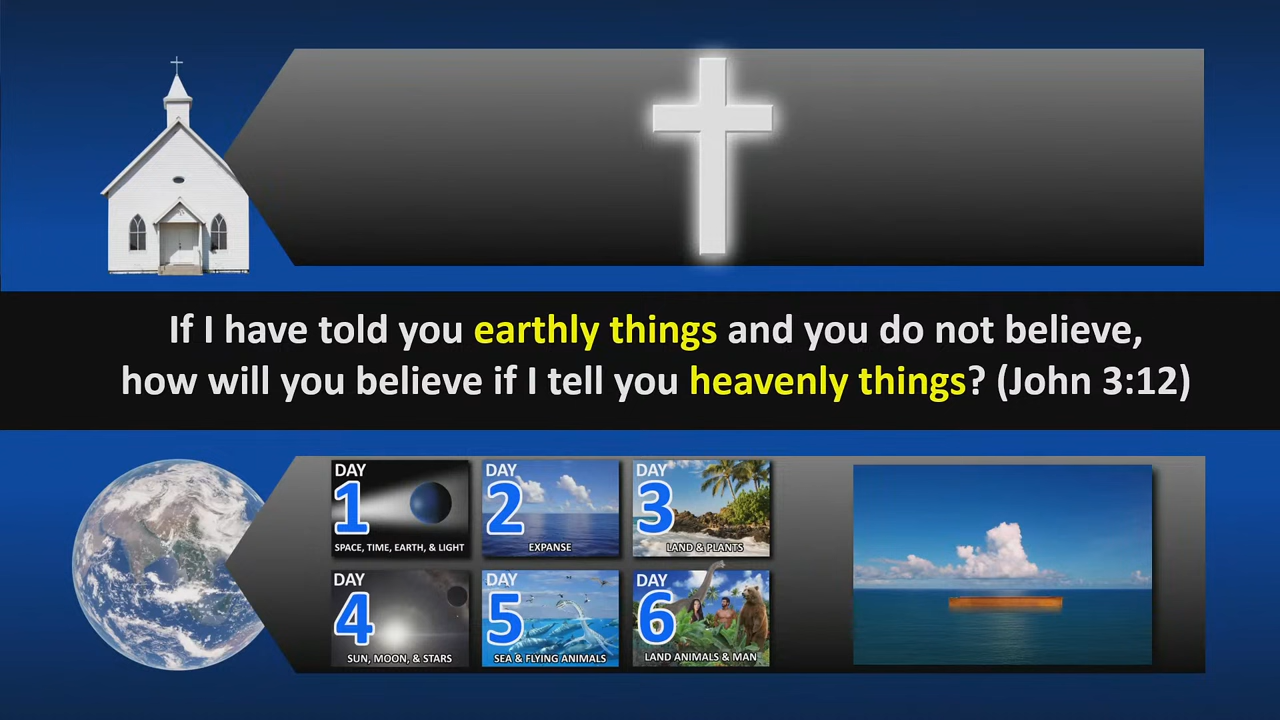 If I have told you earthly things and you do not believe,
how will you believe if I tell you heavenly things? (John 3:12)
DAY
1
SPACE, TIME, EARTH, & LIGHT
DAY
2
EXPANSE
DAY
3
LAND & PLANTS
DAY
4
SUN, MOON, & STARS
DAY
5
SEA & FLYING ANIMALS
DAY
6
LAND ANIMALS & MAN